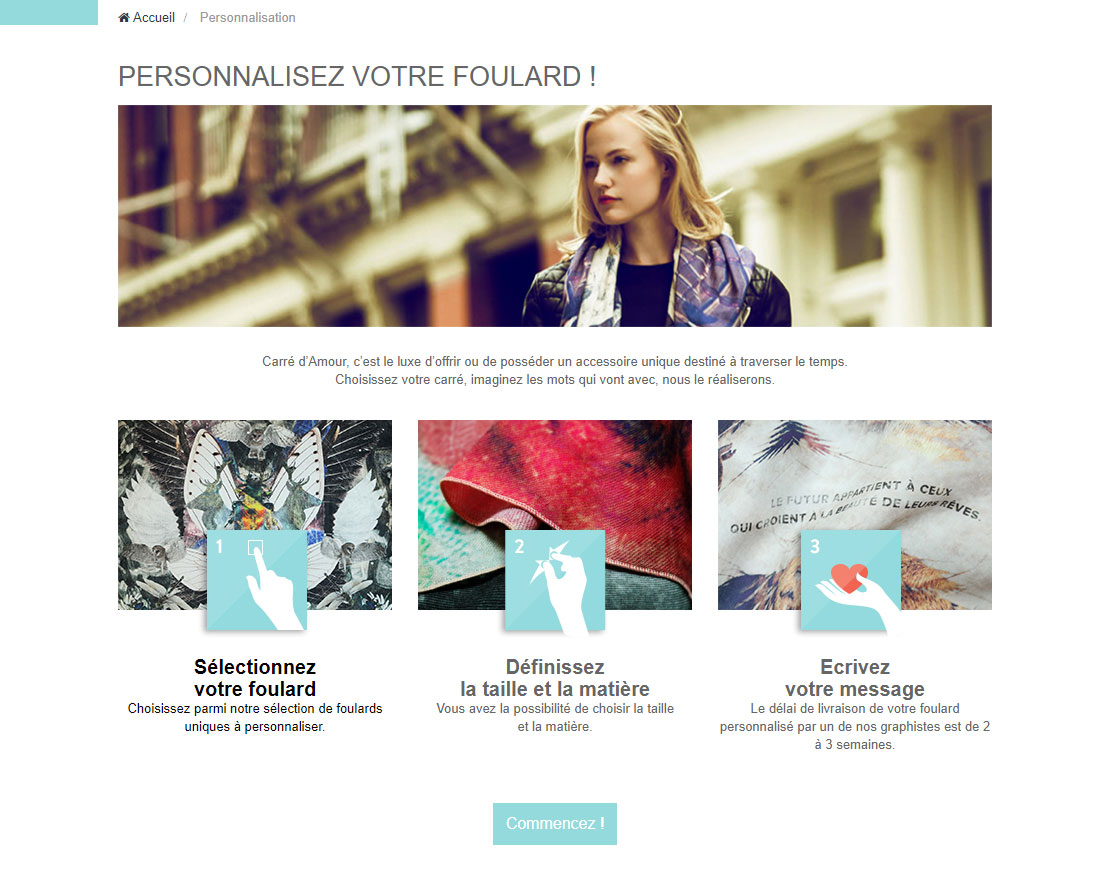 Accueil / Personnalisation
PERSONNALISEZ VOTRE FOULARD !
Carré d’Amour, c’est le luxe d’offrir ou de posséder un accessoire unique destiné à traverser le temps.
Choisissez votre carré, imaginez les mots qui vont avec, nous le réaliserons.
LE FUTUR APPARTIENT À CEUX
QUI CROIENT A LA BEAUTÉ DE LEURS RÊVES.
1
2
3
Sélectionnez
votre foulard
Choisissez parmi notre sélection de foulards
uniques à personnaliser.
Définissez
la taille et la matière
Vous avez la possibilité de choisir la taille
et la matière.
Ecrivez
votre message
Le délai de livraison de votre foulard
personnalisé par un de nos graphistes est de 2
à 3 semaines.
Commencez !